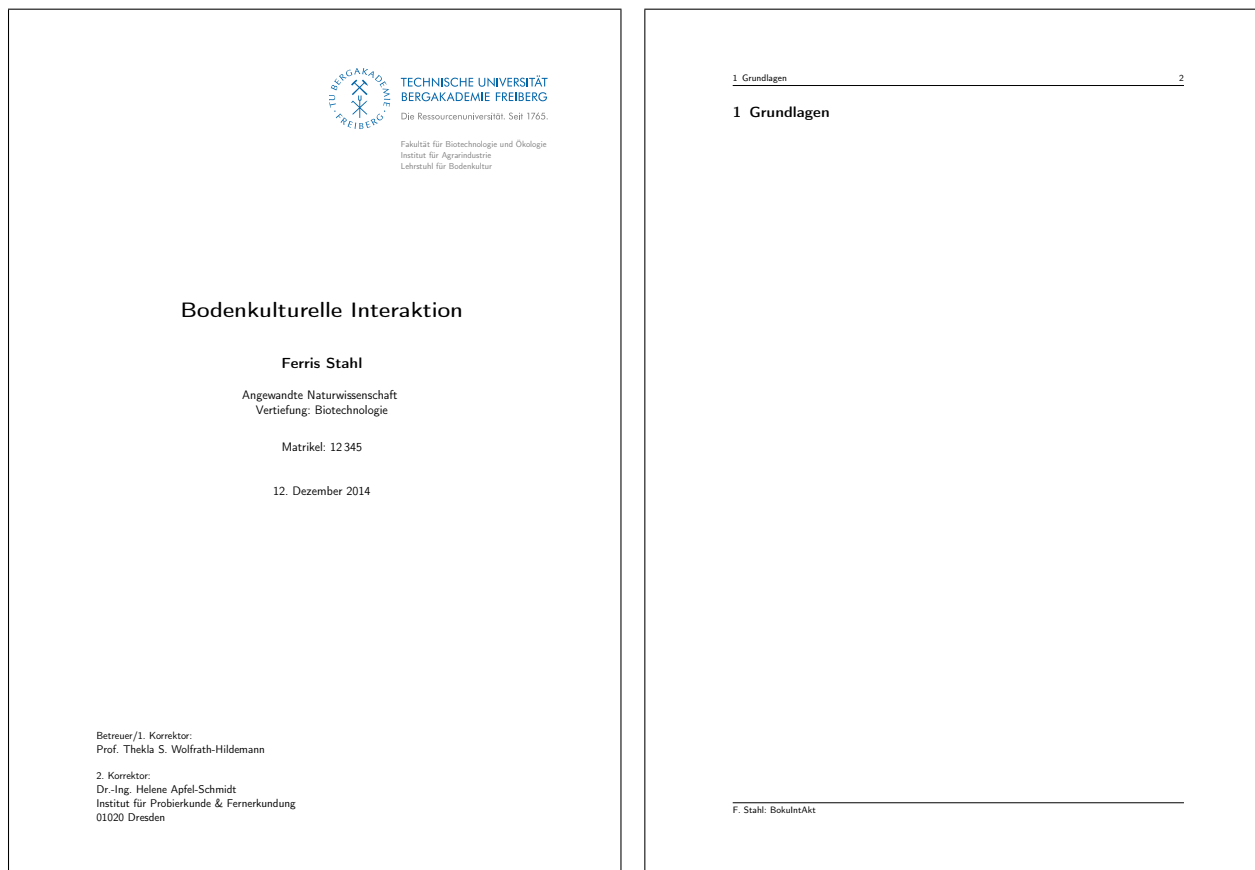 TU BERGAKADEMIE
· FREIBERG ·
TECHNISCHE UNIVERSITÄT
BERGAKADEMIE FREIBERG
Die Ressourcenuniversität. Seit 1765.
Fakultät für Biotechnologie und Ökologie
Institut für Agrarindustrie
Lehrstuhl für Bodenkultur
Bodenkulturelle Interaktion
Ferris Stahl
Angewandte Naturwissenschaft
Vertiefung: Biotechnologie
Matrikel: 12 345
12. Dezember 2014
Betreuer/1. Korrektor:
Prof. Thekla S. Wolfrath-Hildemann
2. Korrektor:
Dr.-Ing. Helene Apfel-Schmidt
Institut für Probierkunde & Fernerkundung
01020 Dresden
1 Grundlagen 2
1 Grundlagen
F. Stahl: BokuIntAkt